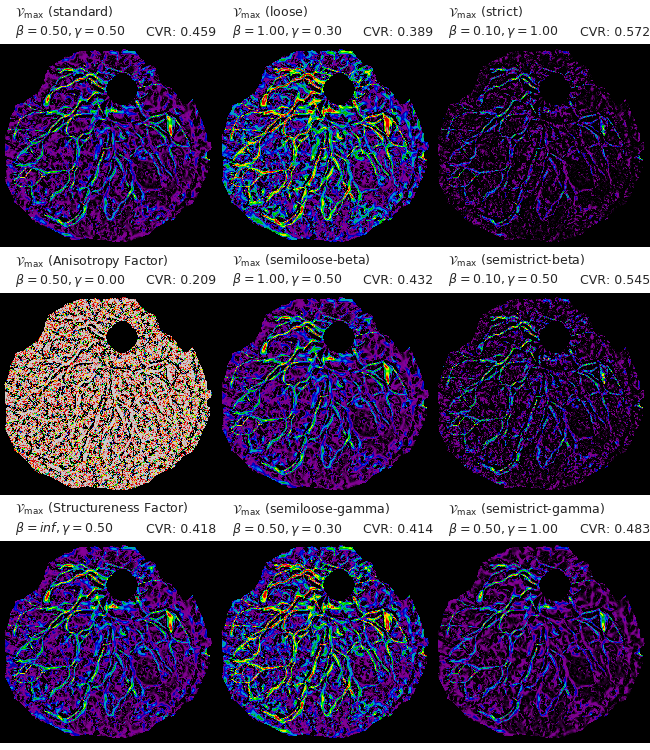 𝒱max (standard)
β = 0.50, γ = 0.50 CVR: 0.459
𝒱max (loose)
β = 1.00, γ = 0.30 CVR: 0.389
𝒱max (strict)
β = 0.10, γ = 1.00 CVR: 0.572
𝒱max (Anisotropy Factor)
β = 0.50, γ = 0.00 CVR: 0.209
𝒱max (semiloose-beta)
β = 1.00, γ = 0.50 CVR: 0.432
𝒱max (semistrict-beta)
β = 0.10, γ = 0.50 CVR: 0.545
𝒱max (Structureness Factor)
β = inf, γ = 0.50 CVR: 0.418
𝒱max (semiloose-gamma)
β = 0.50, γ = 0.30 CVR: 0.414
𝒱max (semistrict-gamma)
β = 0.50, γ = 1.00 CVR: 0.483